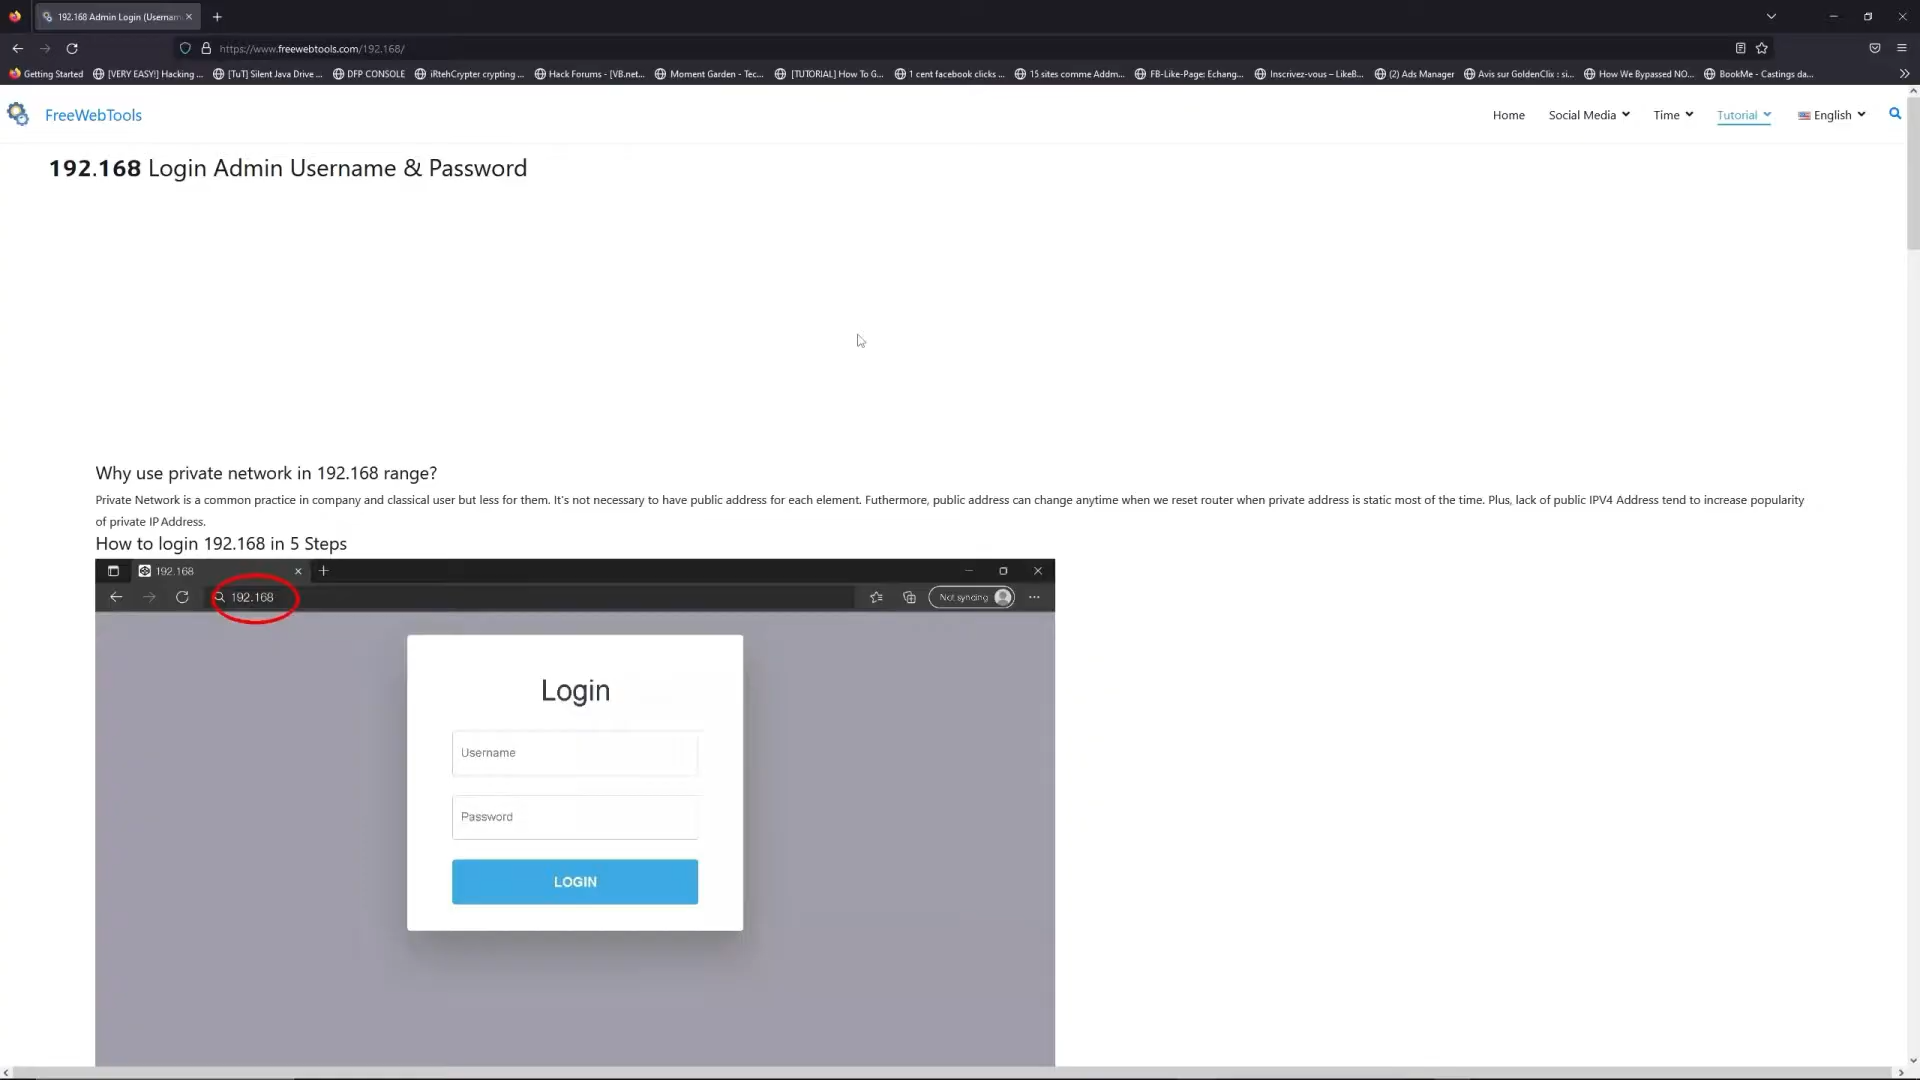 192.168 Admin Login (Usernam
https://www.freewebtools.com/192.168/
Getting Started [VERY EASY!] Hacking ... [TuT] Silent Java Drive ... DFP CONSOLE iRtehCrypter crypting ... Hack Forums - [VB.net... Moment Garden - Tec... [TUTORIAL] How To G... 1 cent facebook clicks ... 15 sites comme Addm... FB-Like-Page: Echang... Inscrivez-vous – LikeB... (2) Ads Manager Avis sur GoldenClix : si... How We Bypassed NO... BookMe - Castings da...
FreeWebTools Home Social Media Time Tutorial English
192.168 Login Admin Username & Password
Why use private network in 192.168 range?
Private Network is a common practice in company and classical user but less for them. It's not necessary to have public address for each element. Futhermore, public address can change anytime when we reset router when private address is static most of the time. Plus, lack of public IPV4 Address tend to increase popularity
of private IP Address.
How to login 192.168 in 5 Steps
192.168
192.168 Not syncing
Login
Username
Password
LOGIN